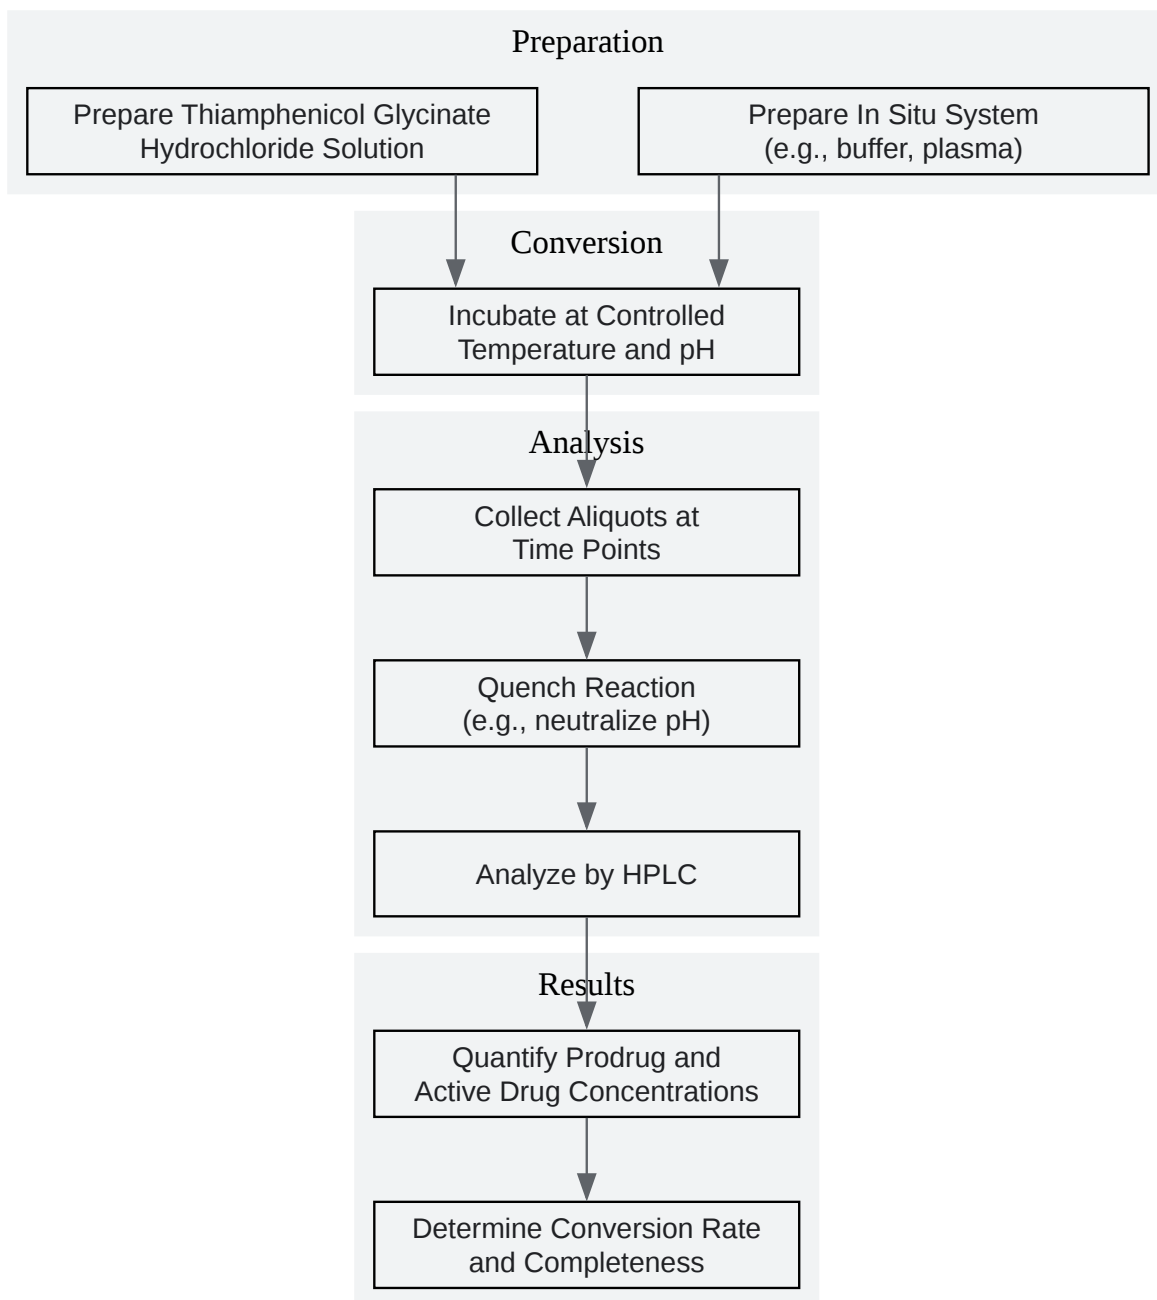 Preparation
Prepare Thiamphenicol Glycinate
Hydrochloride Solution
Prepare In Situ System
(e.g., buffer, plasma)
Conversion
Incubate at Controlled
Temperature and pH
Analysis
Collect Aliquots at
Time Points
Quench Reaction
(e.g., neutralize pH)
Analyze by HPLC
Results
Quantify Prodrug and
Active Drug Concentrations
Determine Conversion Rate
and Completeness